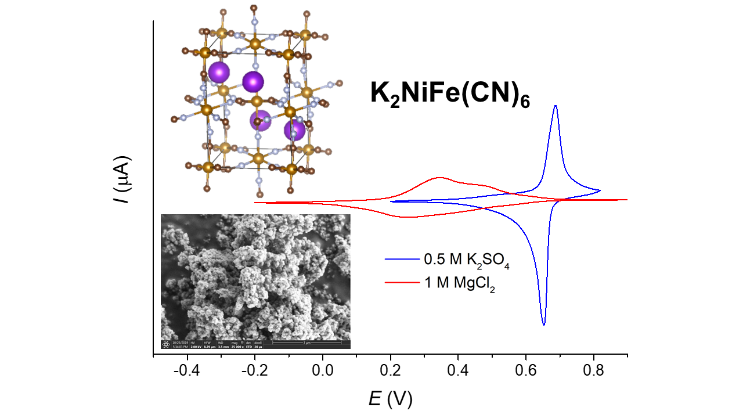 K₂NiFe(CN)₆
I (μA)
0.5 M K₂SO₄
1 M MgCl₂
-0.4 -0.2 0.0 0.2 0.4 0.6 0.8
E (V)